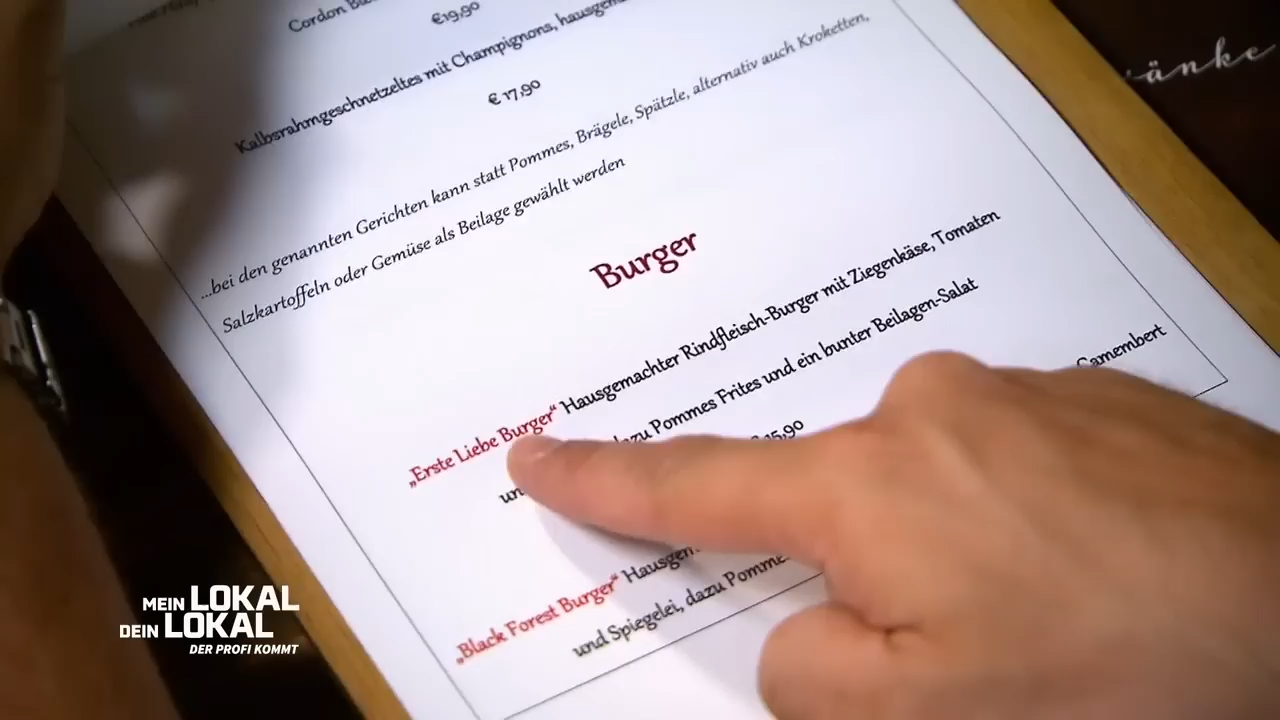 Cordon
€19,90
Kalbsrahmgeschnetzeltes mit Champignons,
€ 17,90
...bei den genannten Gerichten kann statt Pommes, Brägele, Spätzle, alternativ auch Kroketten,
Salzkartoffeln oder Gemüse als Beilage gewählt werden
Burger
„Erste Liebe Burger“ Hausgemachter Rindfleisch-Burger mit Ziegenkäse, Tomaten
dazu Pommes Frites und ein bunter Beilagen-Salat
15,90
„Black Forest Burger“ Camembert
und Spiegelei, dazu
MEIN LOKAL
DEIN LOKAL
DER PROFI KOMMT